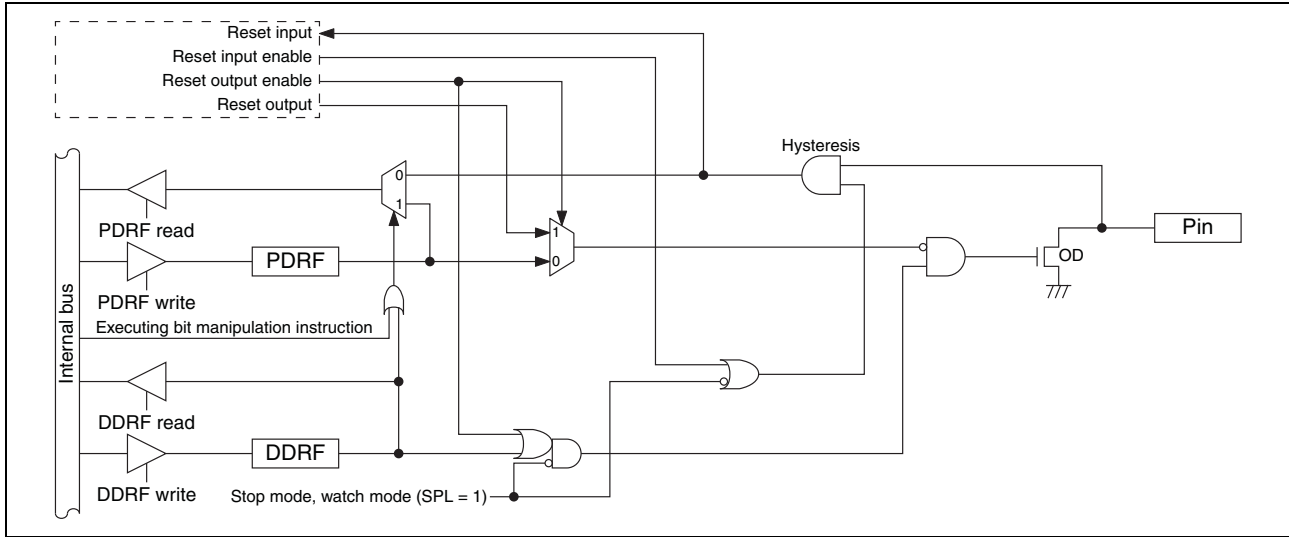 Reset input
Reset input enable
Reset output enable
Reset output
Hysteresis
0
1
PDRF read
1
0
Pin
OD
PDRF
PDRF write
Executing bit manipulation instruction
Internal bus
DDRF read
DDRF
DDRF write
Stop mode, watch mode (SPL = 1)